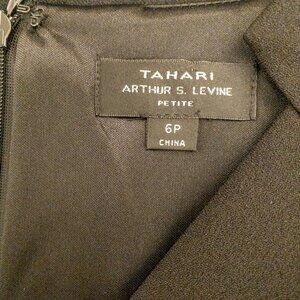 TAHARI
ARTHUR S. LEVINE
PETITE
6P
CHINA